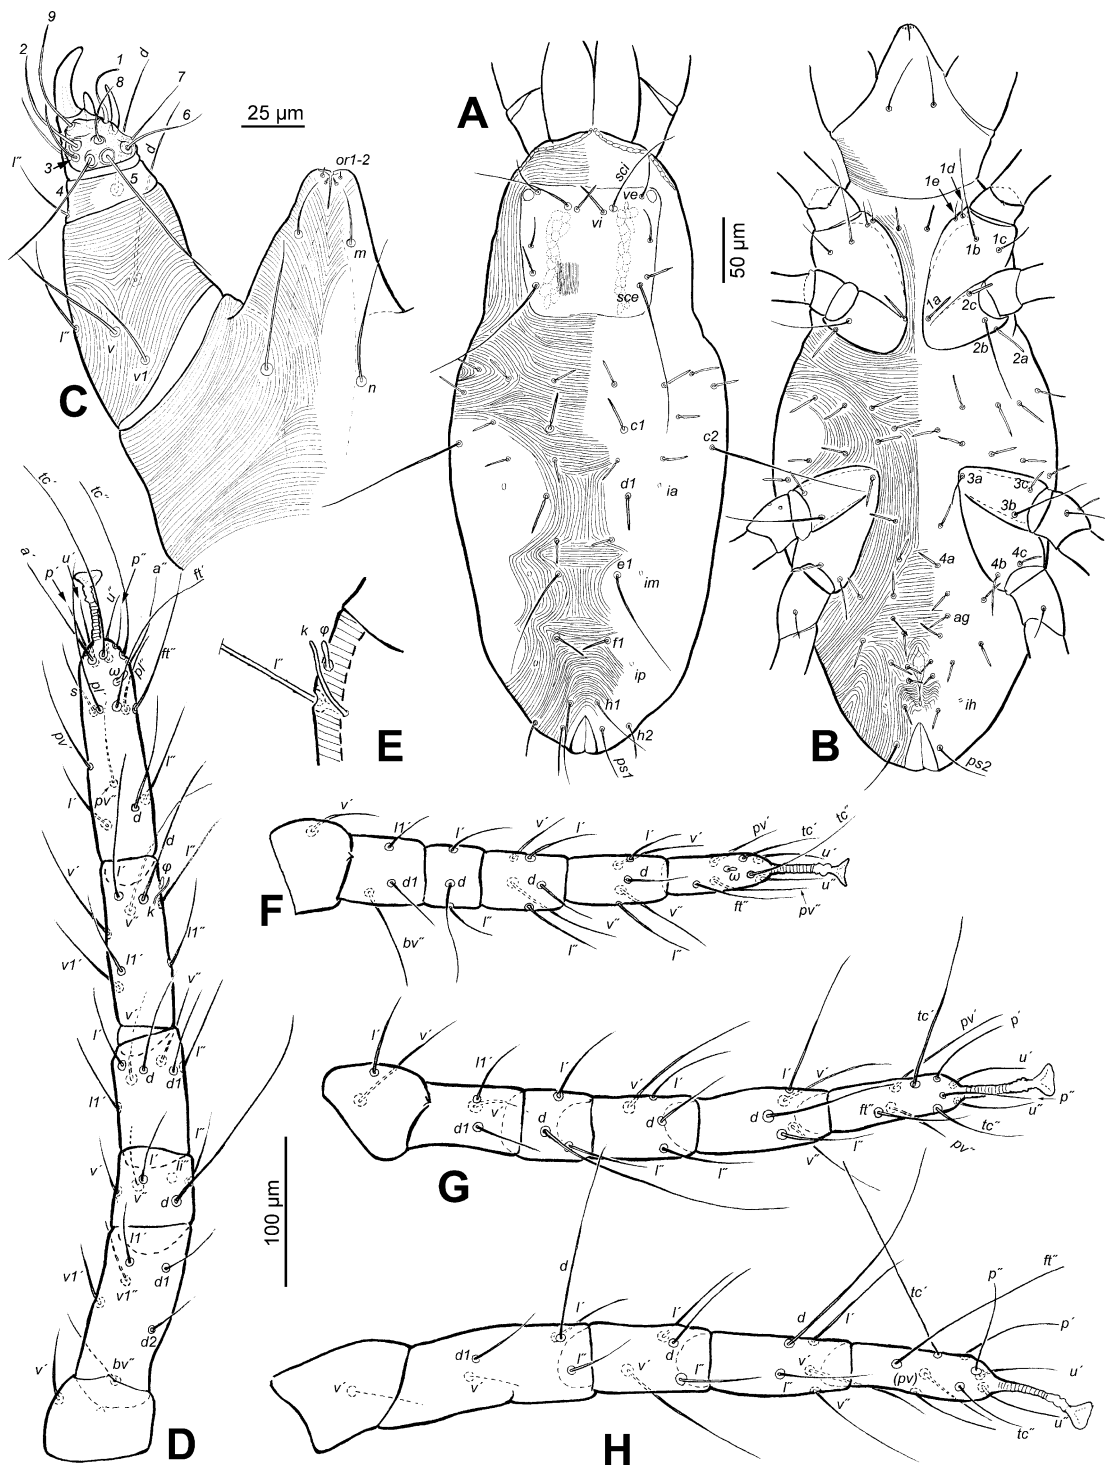 9
2
1
8
d
7
6
d
l″
3
4
5
25 µm
or1-2
m
n
l″
v
v1
C
A
sci
ve
vi
sce
50 µm
c1
c2
d1
ia
e1
im
f1
ip
h1
h2
ps1
1d
1e
1b
1c
1a
2c
2b
2a
3a
3c
3b
4a
4c
4b
ag
ih
ps2
B
tc′
tc″
a′
u′
p′
u″
p″
a″
ft′
ω
s
pl′
pl″
ft″
pv′
l″
l′
pv″
d
d
l′
l″
φ
v′
k
v″
l1′
l1″
v1′
v″
l′
d
d1
l″
l1′
l″
v′
l′
v″
d
l1′
v1′
v1″
d1
d2
v′
bv″
D
k
φ
l″
E
v′
l1′
l′
v′
l′
l′
v′
pv′
tc′
tc″
d1
d
d
d
ω
u′
u″
bv″
l″
l″
v″
l″
ft″
pv″
F
l′
v′
l1′
l′
v′
l′
l′
v′
tc′
pv′
p′
u′
v′
d1
d
d
d
ft″
u″
p″
l″
l″
l″
v″
pv″
tc″
G
100 µm
d
l′
l′
d
l′
tc′
p″
ft″
p′
d1
v′
v′
l″
v′
d
l″
v′
l″
v″
(pv)
u′
u″
tc″
H